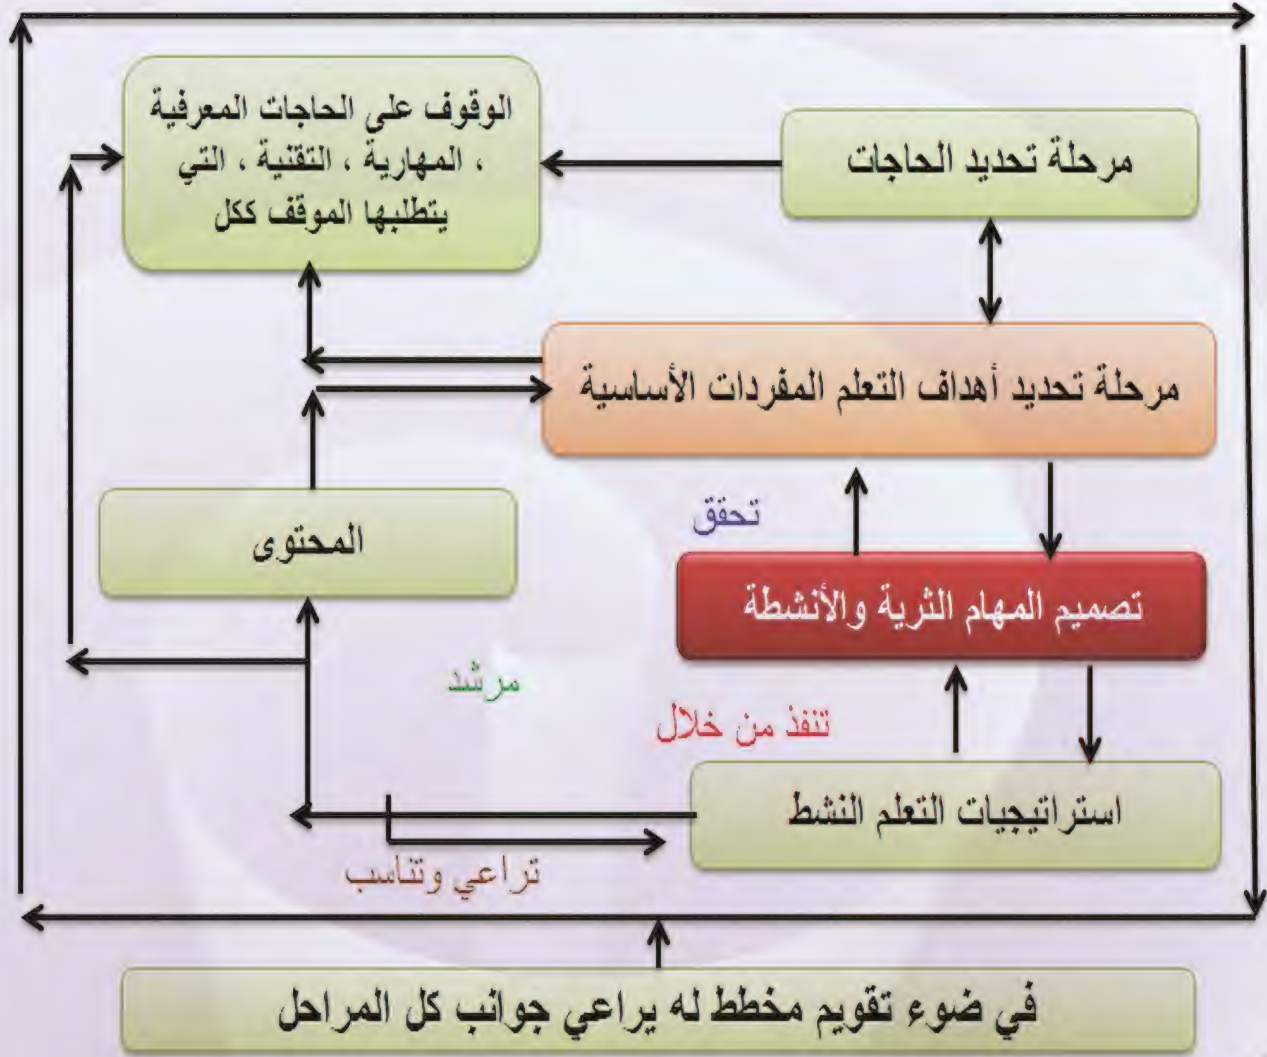 مرحلة تحديد الحاجات
الوقوف على الحاجات المعرفية
، المهارية ، التقنية ، التي
يتطلبها الموقف ككل
مرحلة تحديد أهداف التعلم المفردات الأساسية
تحقق
المحتوى
تصميم المهام الثرية والأنشطة
مرشد
تنفذ من خلال
استراتيجيات التعلم النشط
تراعي وتناسب
في ضوء تقويم مخطط له يراعي جوانب كل المراحل